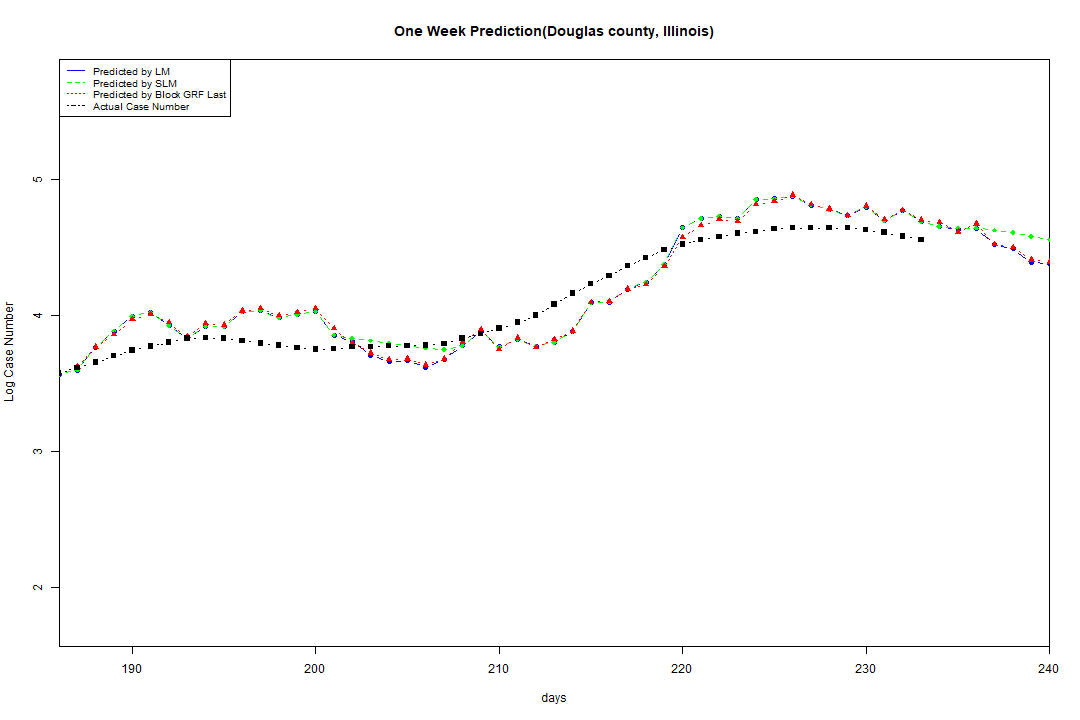 One Week Prediction(Douglas county, Illinois)
Predicted by LM
Predicted by SLM
Predicted by Block GRF Last
Actual Case Number
5
4
3
2
Log Case Number
190 200 210 220 230 240
days